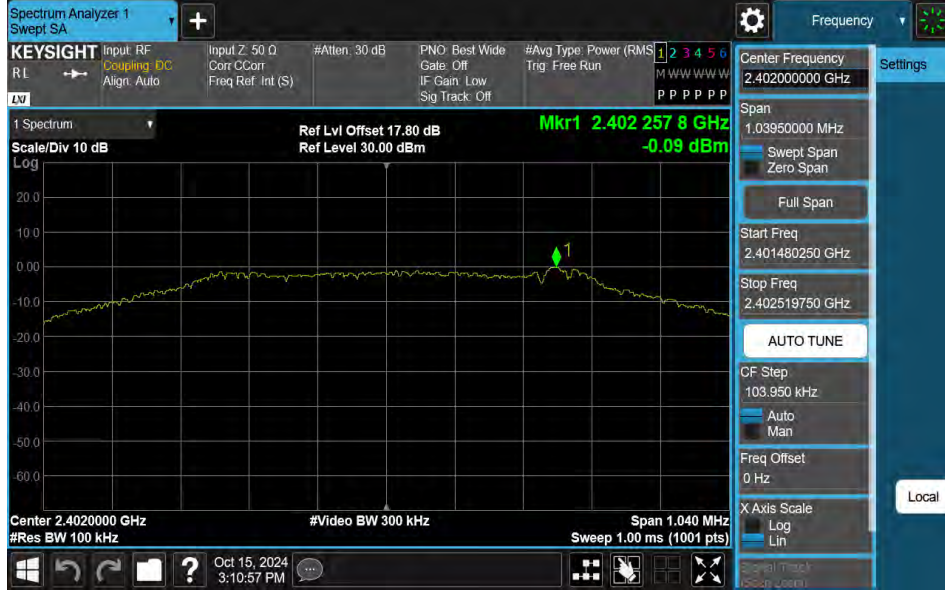 Spectrum Analyzer 1
Swept SA
Frequency
KEYSIGHT
RL
LXI
Input: RF
Coupling: DC
Align: Auto
Input Z: 50 Ω
Corr CCorr
Freq Ref: Int (S)
#Atten: 30 dB
PNO: Best Wide
Gate: Off
IF Gain: Low
Sig Track: Off
#Avg Type: Power (RMS
Trig: Free Run
1 2 3 4 5 6
M W W W W W
P P P P P P
Center Frequency
2.402000000 GHz
Settings
Span
1.03950000 MHz
Swept Span
Zero Span
Full Span
Start Freq
2.401480250 GHz
Stop Freq
2.402519750 GHz
AUTO TUNE
CF Step
103.950 kHz
Auto
Man
Freq Offset
0 Hz
X Axis Scale
Log
Lin
Local
1 Spectrum
Scale/Div 10 dB
Log
Ref Lvl Offset 17.80 dB
Ref Level 30.00 dBm
Mkr1 2.402 257 8 GHz
-0.09 dBm
20.0
10.0
0.00
-10.0
-20.0
-30.0
-40.0
-50.0
-60.0
1
Center 2.4020000 GHz
#Res BW 100 kHz
#Video BW 300 kHz
Span 1.040 MHz
Sweep 1.00 ms (1001 pts)
?
Oct 15, 2024
3:10:57 PM